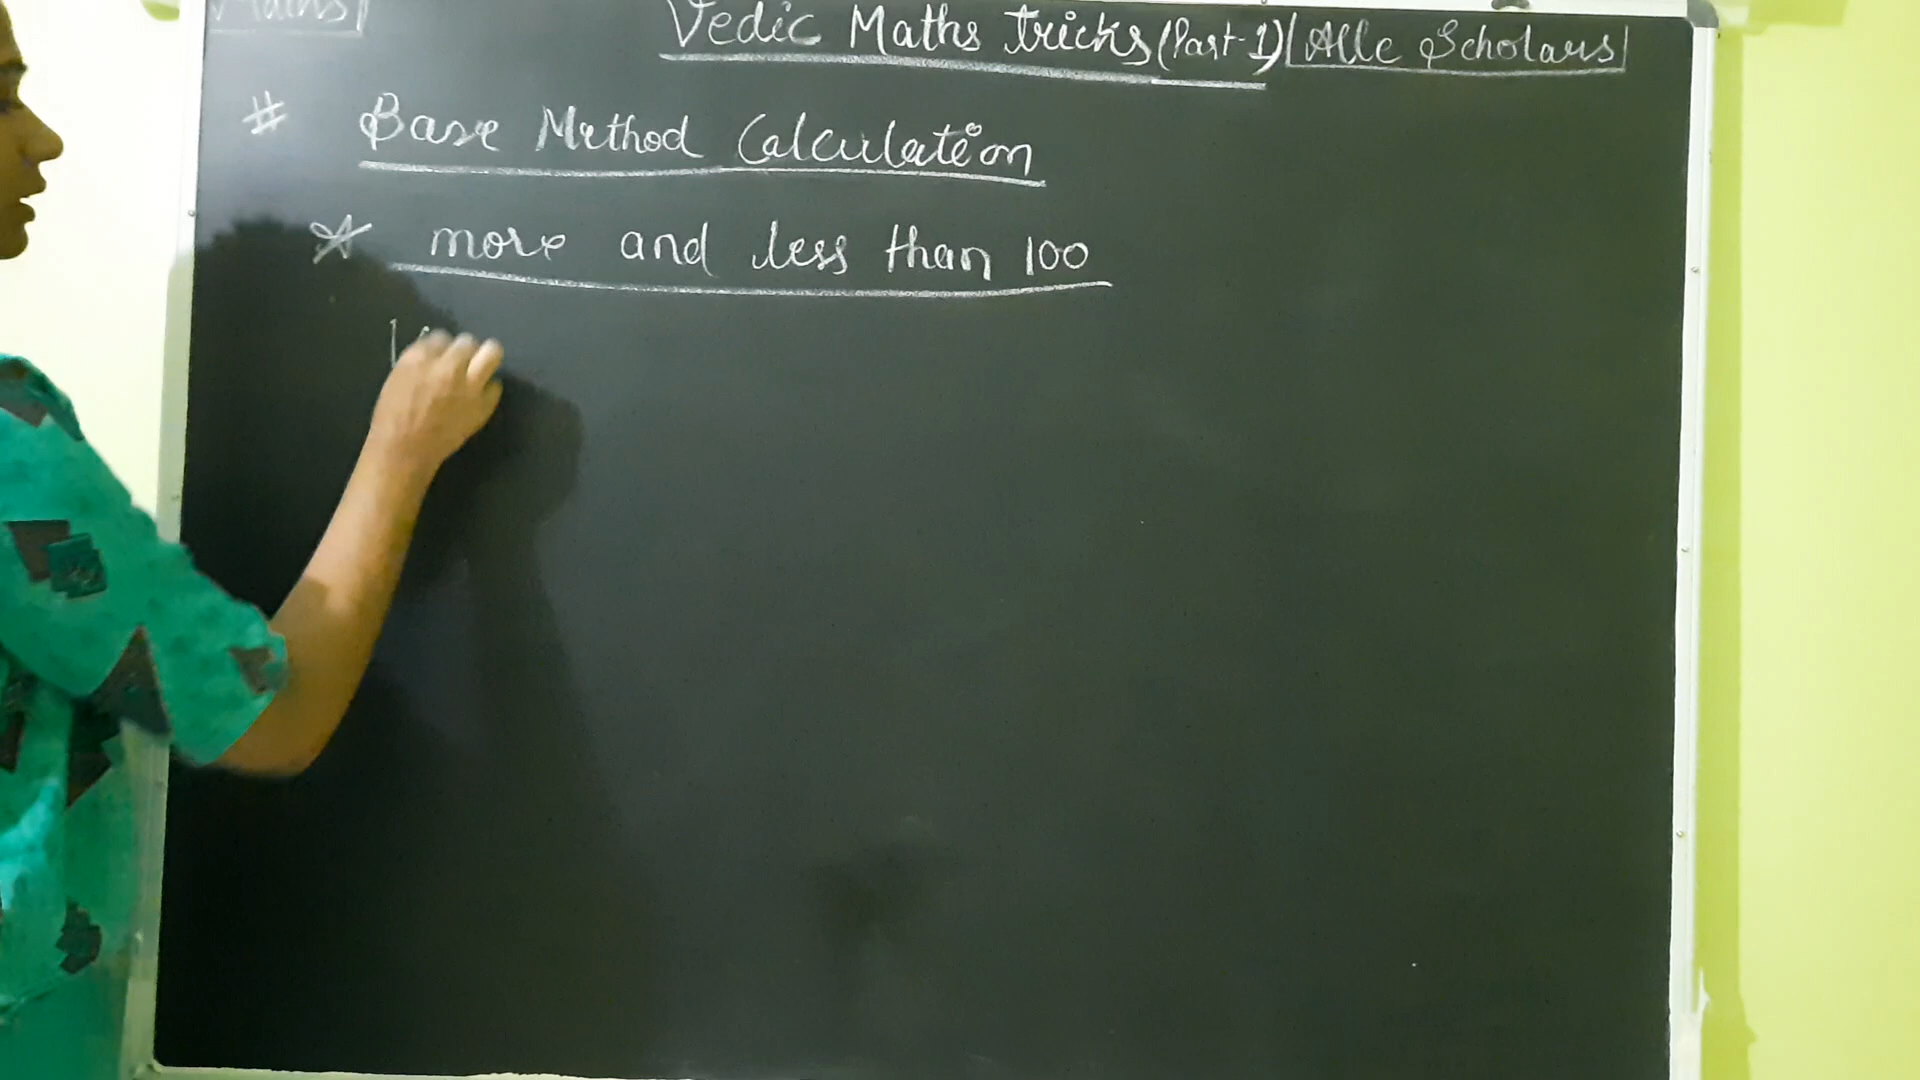 Maths
Vedic Maths tricks (Part-1) Alle Scholars
# Base Method Calculation
* more and less than 100